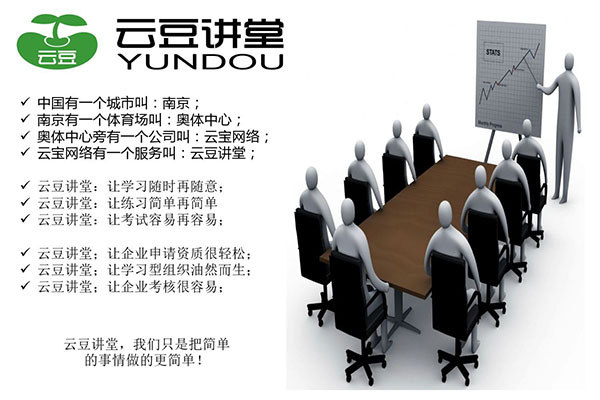 云豆
云豆讲堂
YUNDOU
中国有一个城市叫：南京；
南京有一个体育场叫：奥体中心；
奥体中心旁有一个公司叫：云宝网络；
云宝网络有一个服务叫：云豆讲堂；
云豆讲堂：让学习随时再随意；
云豆讲堂：让练习简单再简单
云豆讲堂：让考试容易再容易；
云豆讲堂；让企业申请资质很轻松；
云豆讲堂；让学习型组织油然而生；
云豆讲堂；让企业考核很容易；
云豆讲堂，我们只是把简单
的事情做的更简单！
STATS
Weekly Progress